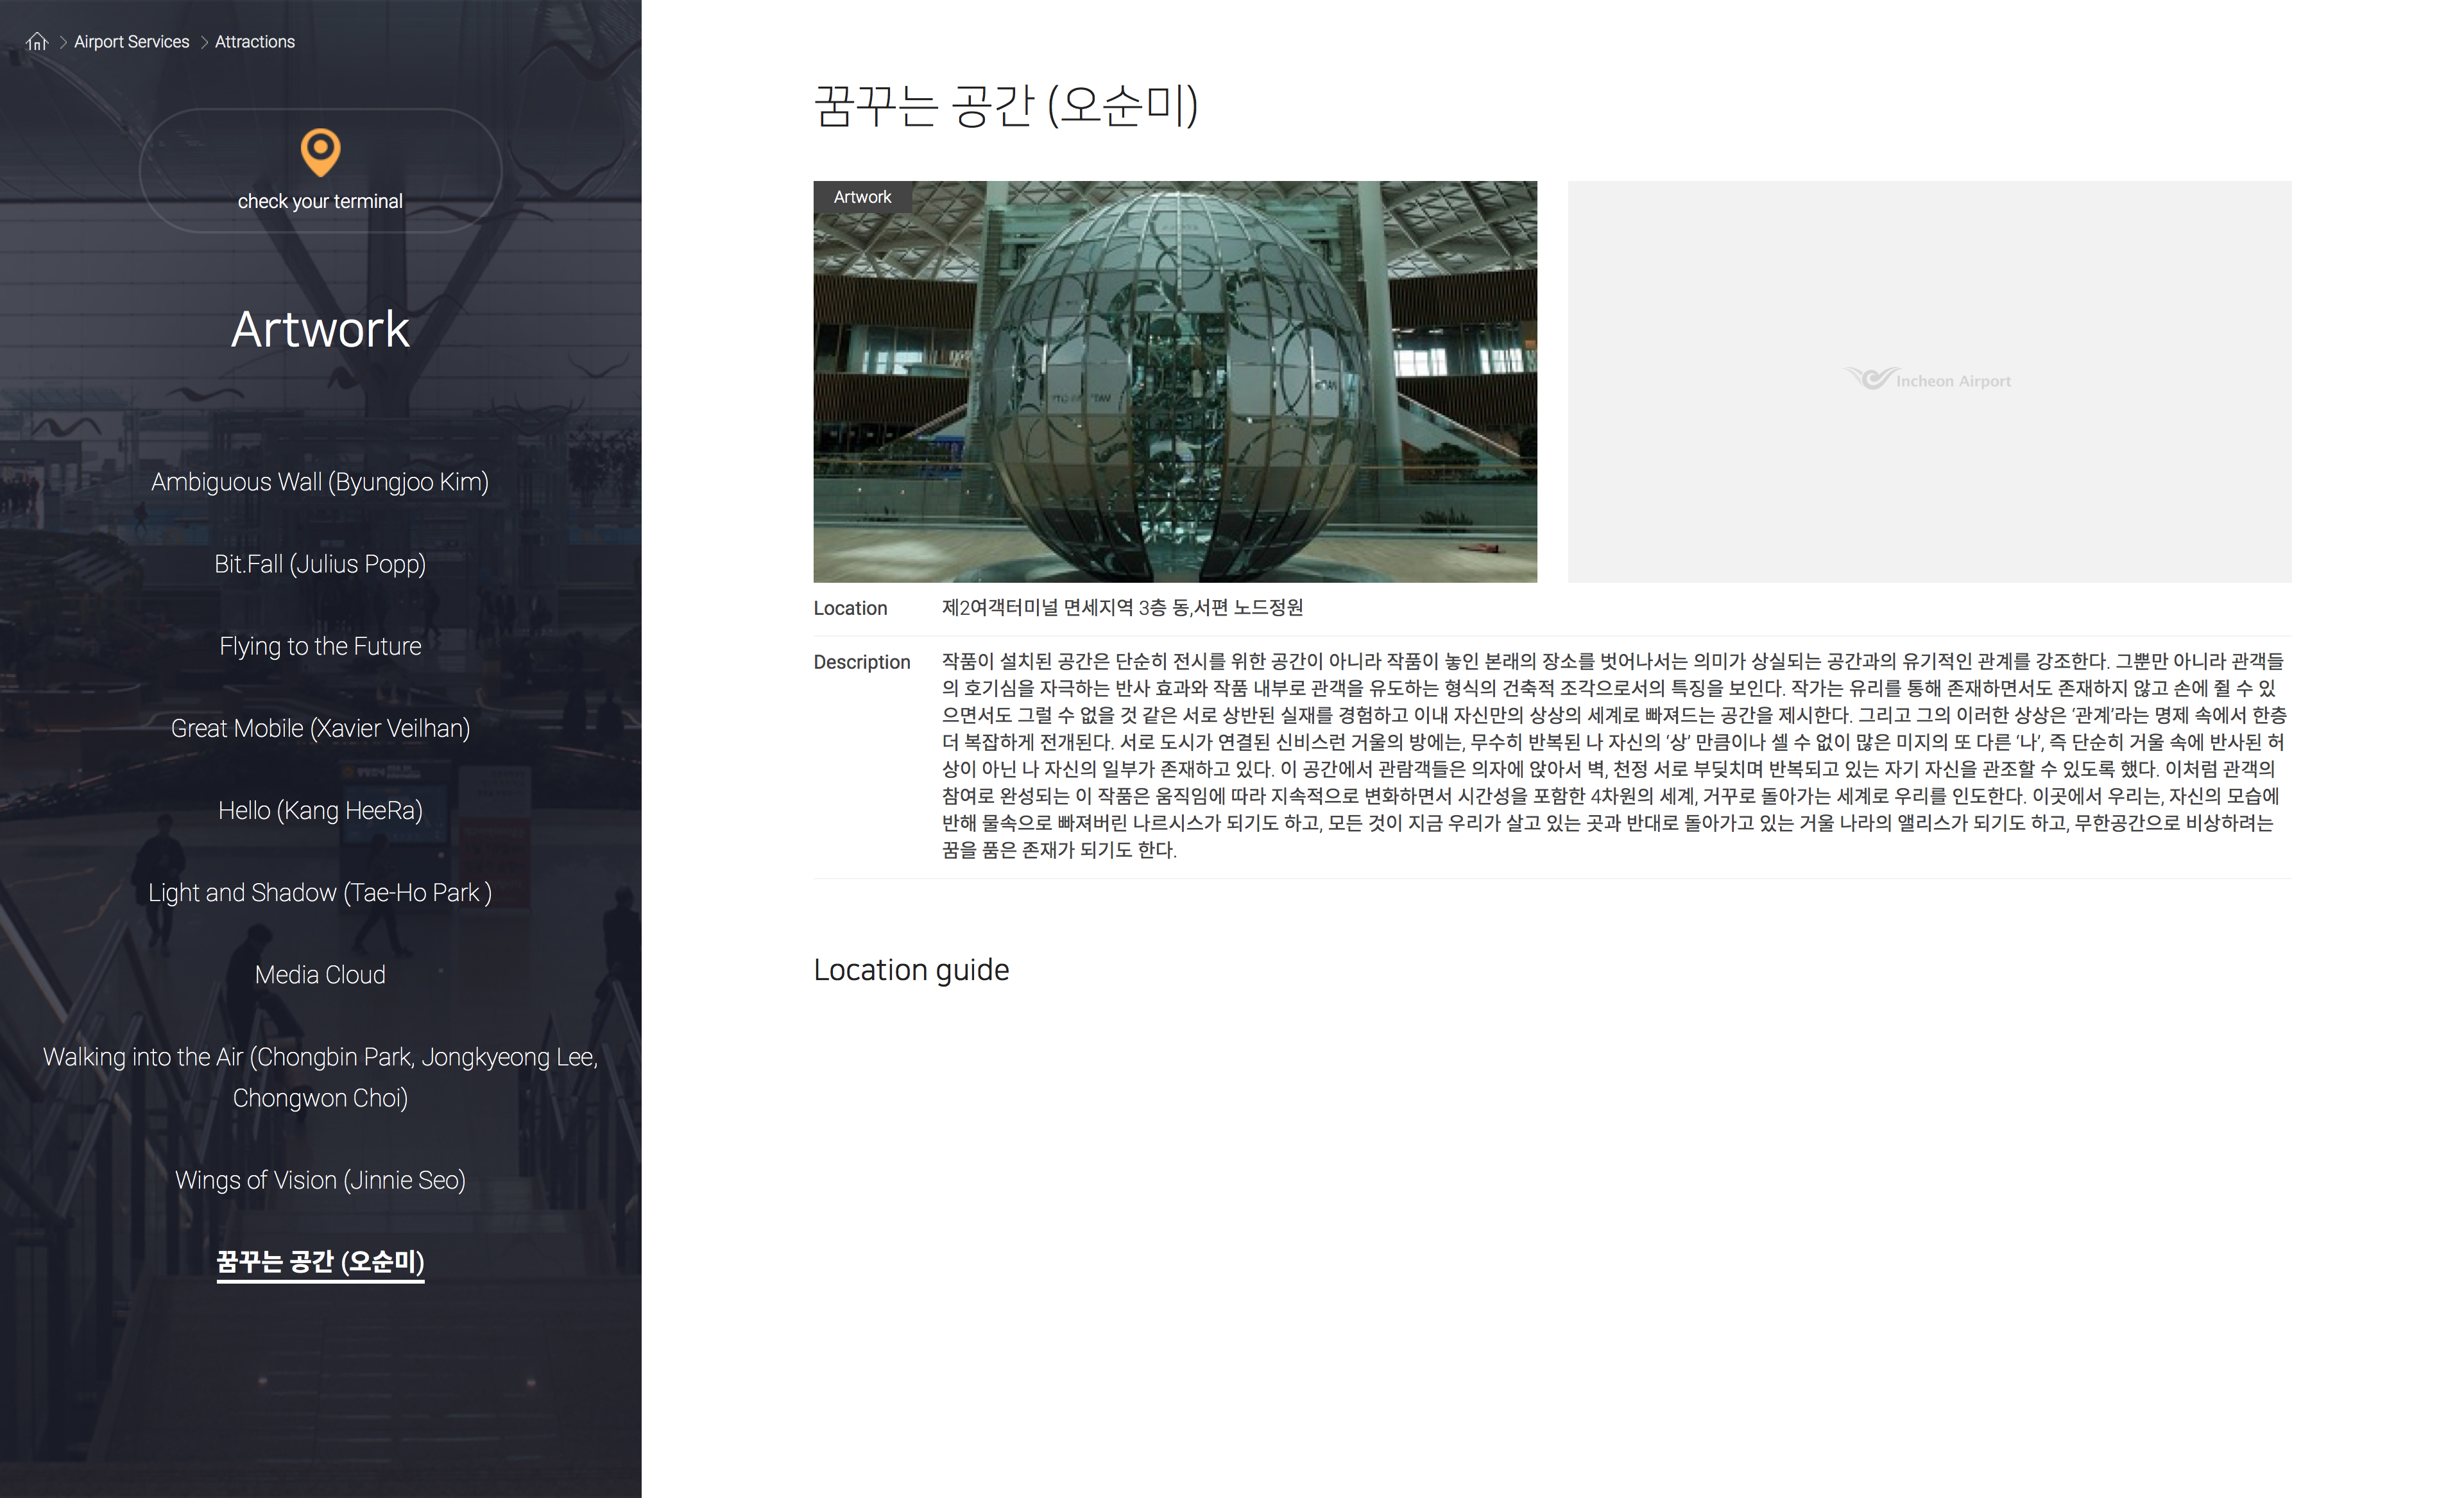 Airport Services
Attractions
check your terminal
Artwork
Ambiguous Wall (Byungjoo Kim)
Bit.Fall (Julius Popp)
Flying to the Future
Great Mobile (Xavier Veilhan)
Hello (Kang HeeRa)
Light and Shadow (Tae-Ho Park )
Media Cloud
Walking into the Air (Chongbin Park, Jongkyeong Lee,
Chongwon Choi)
Wings of Vision (Jinnie Seo)
꿈꾸는 공간 (오순미)
꿈꾸는 공간 (오순미)
Artwork
Incheon Airport
Location
제2여객터미널 면세지역 3층 동,서편 노드정원
Description
작품이 설치된 공간은 단순히 전시를 위한 공간이 아니라 작품이 놓인 본래의 장소를 벗어나서는 의미가 상실되는 공간과의 유기적인 관계를 강조한다. 그뿐만 아니라 관객들
의 호기심을 자극하는 반사 효과와 작품 내부로 관객을 유도하는 형식의 건축적 조각으로서의 특징을 보인다. 작가는 유리를 통해 존재하면서도 존재하지 않고 손에 쥘 수 있
으면서도 그럴 수 없을 것 같은 서로 상반된 실재를 경험하고 이내 자신만의 상상의 세계로 빠져드는 공간을 제시한다. 그리고 그의 이러한 상상은 ‘관계’라는 명제 속에서 한층
더 복잡하게 전개된다. 서로 도시가 연결된 신비스런 거울의 방에는, 무수히 반복된 나 자신의 ‘상’ 만큼이나 셀 수 없이 많은 미지의 또 다른 ‘나’, 즉 단순히 거울 속에 반사된 허
상이 아닌 나 자신의 일부가 존재하고 있다. 이 공간에서 관람객들은 의자에 앉아서 벽, 천정 서로 부딪치며 반복되고 있는 자기 자신을 관조할 수 있도록 했다. 이처럼 관객의
참여로 완성되는 이 작품은 움직임에 따라 지속적으로 변화하면서 시간성을 포함한 4차원의 세계, 거꾸로 돌아가는 세계로 우리를 인도한다. 이곳에서 우리는, 자신의 모습에
반해 물속으로 빠져버린 나르시스가 되기도 하고, 모든 것이 지금 우리가 살고 있는 곳과 반대로 돌아가고 있는 거울 나라의 앨리스가 되기도 하고, 무한공간으로 비상하려는
꿈을 품은 존재가 되기도 한다.
Location guide